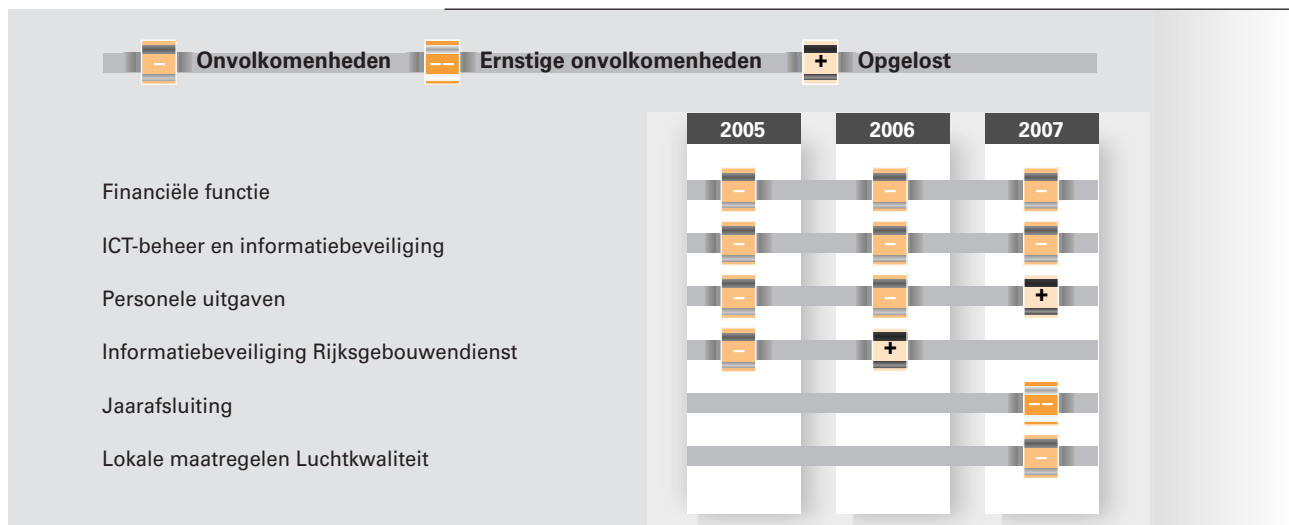 – Onvolkomenheden –– Ernstige onvolkomenheden + Opgelost
2005 2006 2007
Financiële functie – – –
ICT-beheer en informatiebeveiliging – – –
Personele uitgaven – – +
Informatiebeveiliging Rijksgebouwendienst – +
Jaarafsluiting ––
Lokale maatregelen Luchtkwaliteit –